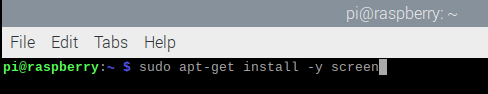 pi@raspberry: ~
File Edit Tabs Help
pi@raspberry:~ $ sudo apt-get install -y screen